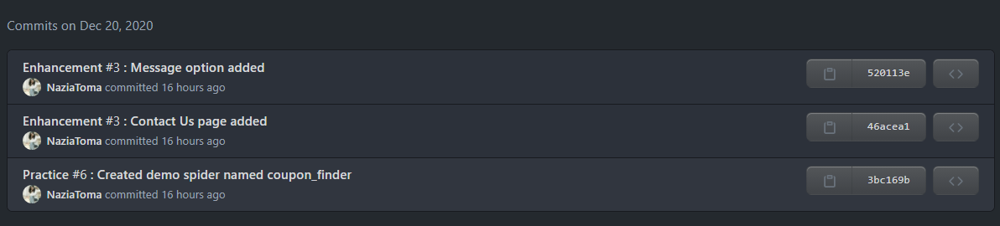 Commits on Dec 20, 2020
Enhancement #3 : Message option added
520113e
NaziaToma committed 16 hours ago
Enhancement #3 : Contact Us page added
46acea1
NaziaToma committed 16 hours ago
Practice #6 : Created demo spider named coupon_finder
3bc169b
NaziaToma committed 16 hours ago